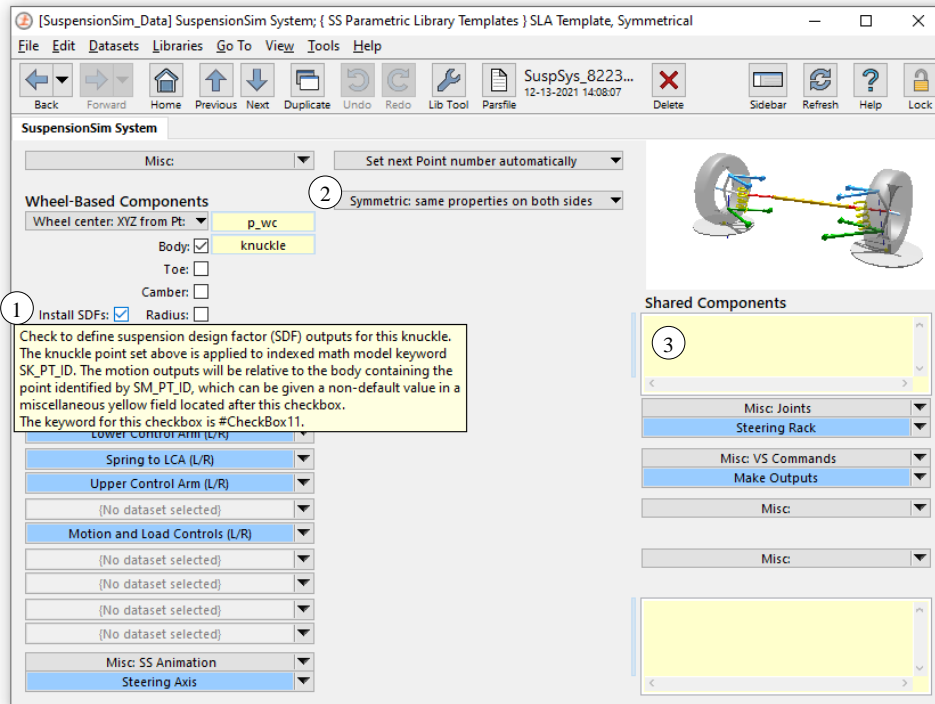 [SuspensionSim_Data] SuspensionSim System; { SS Parametric Library Templates } SLA Template, Symmetrical
File Edit Datasets Libraries Go To View Tools Help
SuspSys_8223...
12-13-2021 14:08:07
Back Forward Home Previous Next Duplicate Undo Redo Lib Tool Parsfile Delete Sidebar Refresh Help Lock
SuspensionSim System
Misc: Set next Point number automatically
2
Wheel-Based Components Symmetric: same properties on both sides
Wheel center: XYZ from Pt: p_wc
Body: knuckle
Toe:
Camber:
1
Install SDFs: Radius:
Check to define suspension design factor (SDF) outputs for this knuckle.
The knuckle point set above is applied to indexed math model keyword
SK_PT_ID. The motion outputs will be relative to the body containing the
point identified by SM_PT_ID, which can be given a non-default value in a
miscellaneous yellow field located after this checkbox.
The keyword for this checkbox is #CheckBox11.
Lower Control Arm (L/R)
Spring to LCA (L/R)
Upper Control Arm (L/R)
{No dataset selected}
Motion and Load Controls (L/R)
{No dataset selected}
{No dataset selected}
{No dataset selected}
{No dataset selected}
Misc: SS Animation
Steering Axis
Shared Components
3
Misc: Joints
Steering Rack
Misc: VS Commands
Make Outputs
Misc:
Misc: